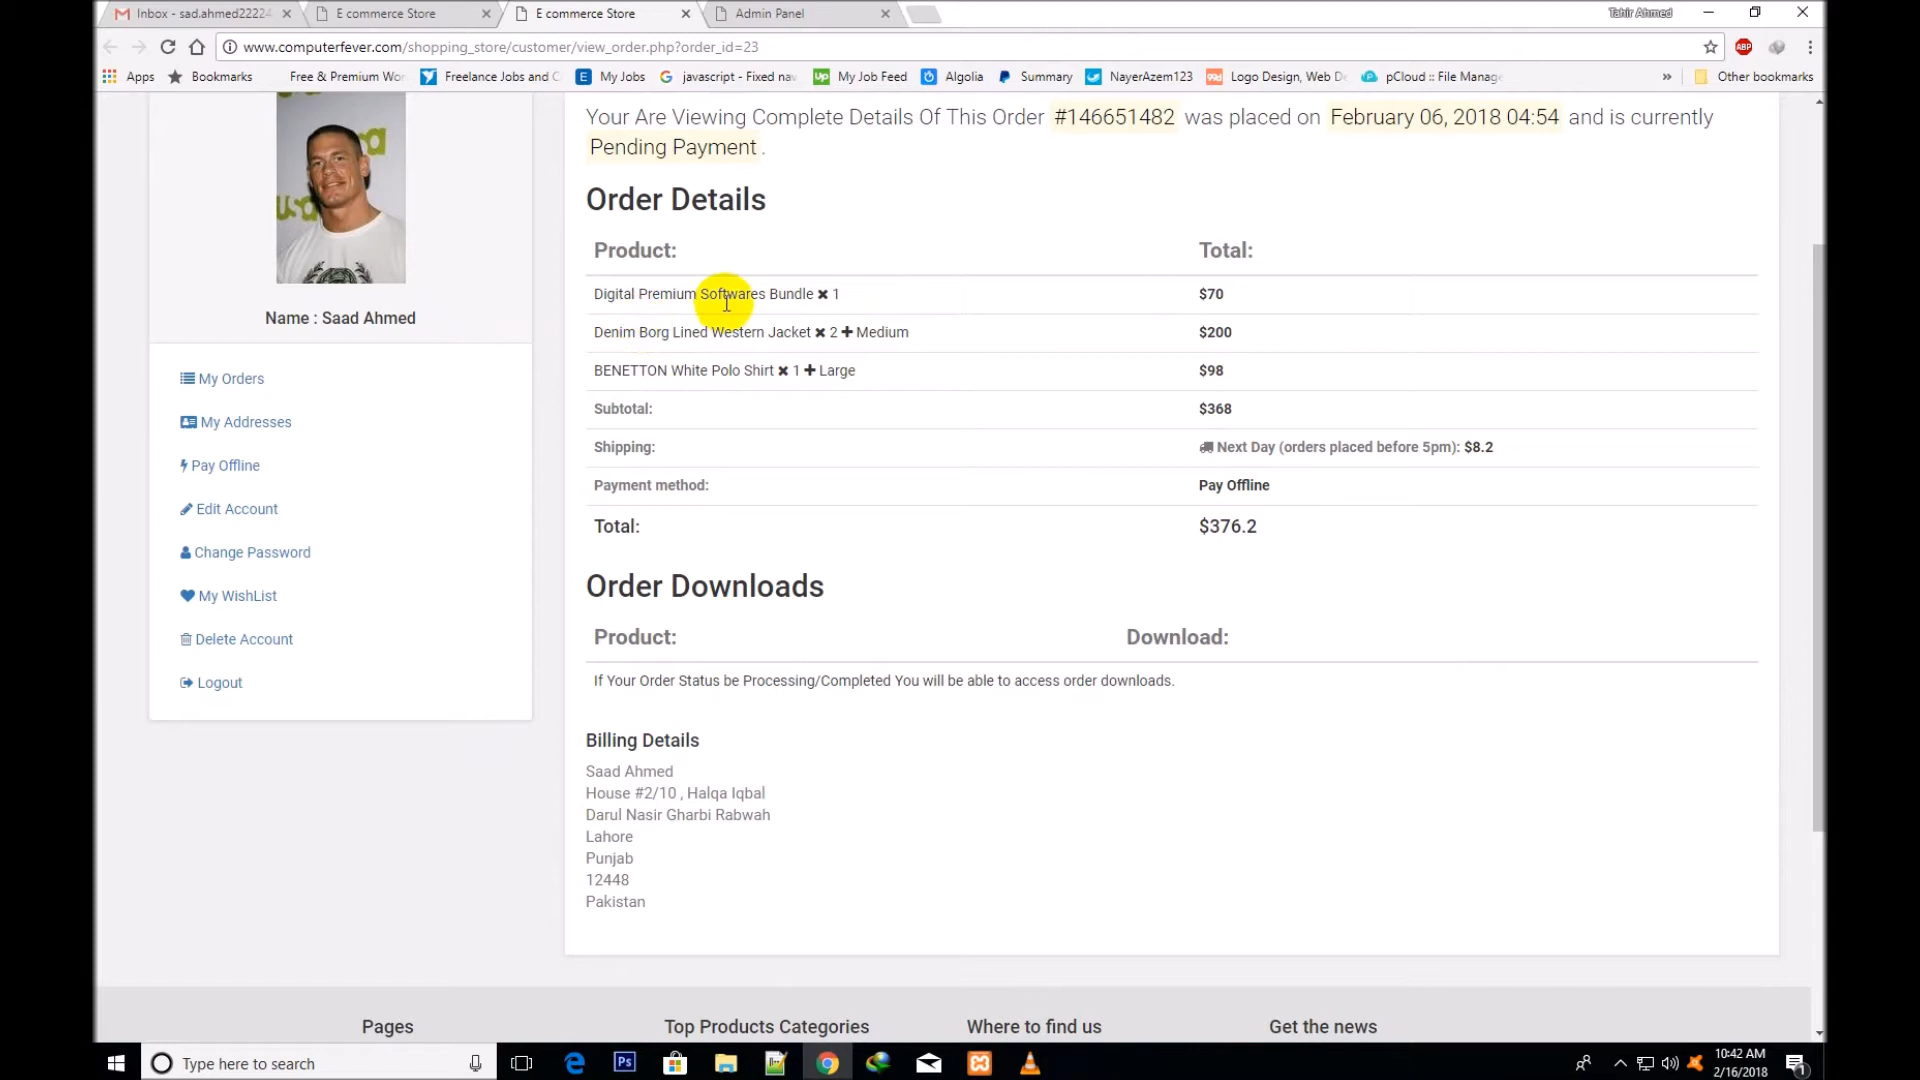 Inbox - sad.ahmed22224
E commerce Store
E commerce Store
Admin Panel
Tahir Ahmed
www.computerfever.com/shopping_store/customer/view_order.php?order_id=23
ABP
Apps
Bookmarks
Free & Premium Wor
Freelance Jobs and C
My Jobs
javascript - Fixed nav
My Job Feed
Algolia
Summary
NayerAzem123
Logo Design, Web De
pCloud :: File Manage
»
Other bookmarks
Your Are Viewing Complete Details Of This Order #146651482 was placed on February 06, 2018 04:54 and is currently
Pending Payment .
Name : Saad Ahmed
My Orders
My Addresses
Pay Offline
Edit Account
Change Password
My WishList
Delete Account
Logout
Order Details
Product: Total:
Digital Premium Softwares Bundle ✖ 1 $70
Denim Borg Lined Western Jacket ✖ 2 ✚ Medium $200
BENETTON White Polo Shirt ✖ 1 ✚ Large $98
Subtotal: $368
Shipping: Next Day (orders placed before 5pm): $8.2
Payment method: Pay Offline
Total: $376.2
Order Downloads
Product: Download:
If Your Order Status be Processing/Completed You will be able to access order downloads.
Billing Details
Saad Ahmed
House #2/10 , Halqa Iqbal
Darul Nasir Gharbi Rabwah
Lahore
Punjab
12448
Pakistan
Pages
Top Products Categories
Where to find us
Get the news
Type here to search
Ps
10:42 AM
2/16/2018